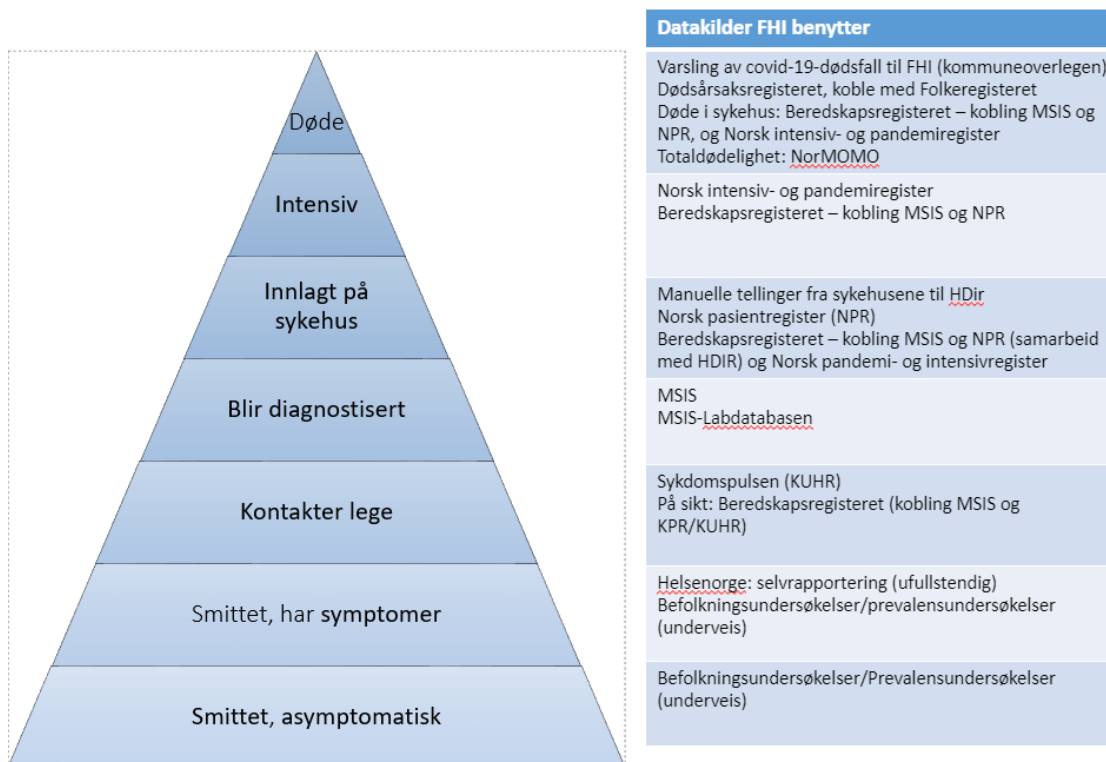 Døde
Intensiv
Innlagt på
sykehus
Blir diagnostisert
Kontakter lege
Smittet, har symptomer
Smittet, asymptomatisk
Datakilder FHI benytter
Varsling av covid-19-dødsfall til FHI (kommuneoverlegen)
Dødsårsaksregisteret, koble med Folkeregisteret
Døde i sykehus: Beredskapsregisteret – kobling MSIS og
NPR, og Norsk intensiv- og pandemiregister
Totaldødelighet: NorMOMO
Norsk intensiv- og pandemiregister
Beredskapsregisteret – kobling MSIS og NPR
Manuelle tellinger fra sykehusene til HDir
Norsk pasientregister (NPR)
Beredskapsregisteret – kobling MSIS og NPR (samarbeid
med HDIR) og Norsk pandemi- og intensivregister
MSIS
MSIS-Labdatabasen
Sykdomspulsen (KUHR)
På sikt: Beredskapsregisteret (kobling MSIS og
KPR/KUHR)
Helsenorge: selvrapportering (ufullstendig)
Befolkningsundersøkelser/prevalensundersøkelser
(underveis)
Befolkningsundersøkelser/Prevalensundersøkelser
(underveis)